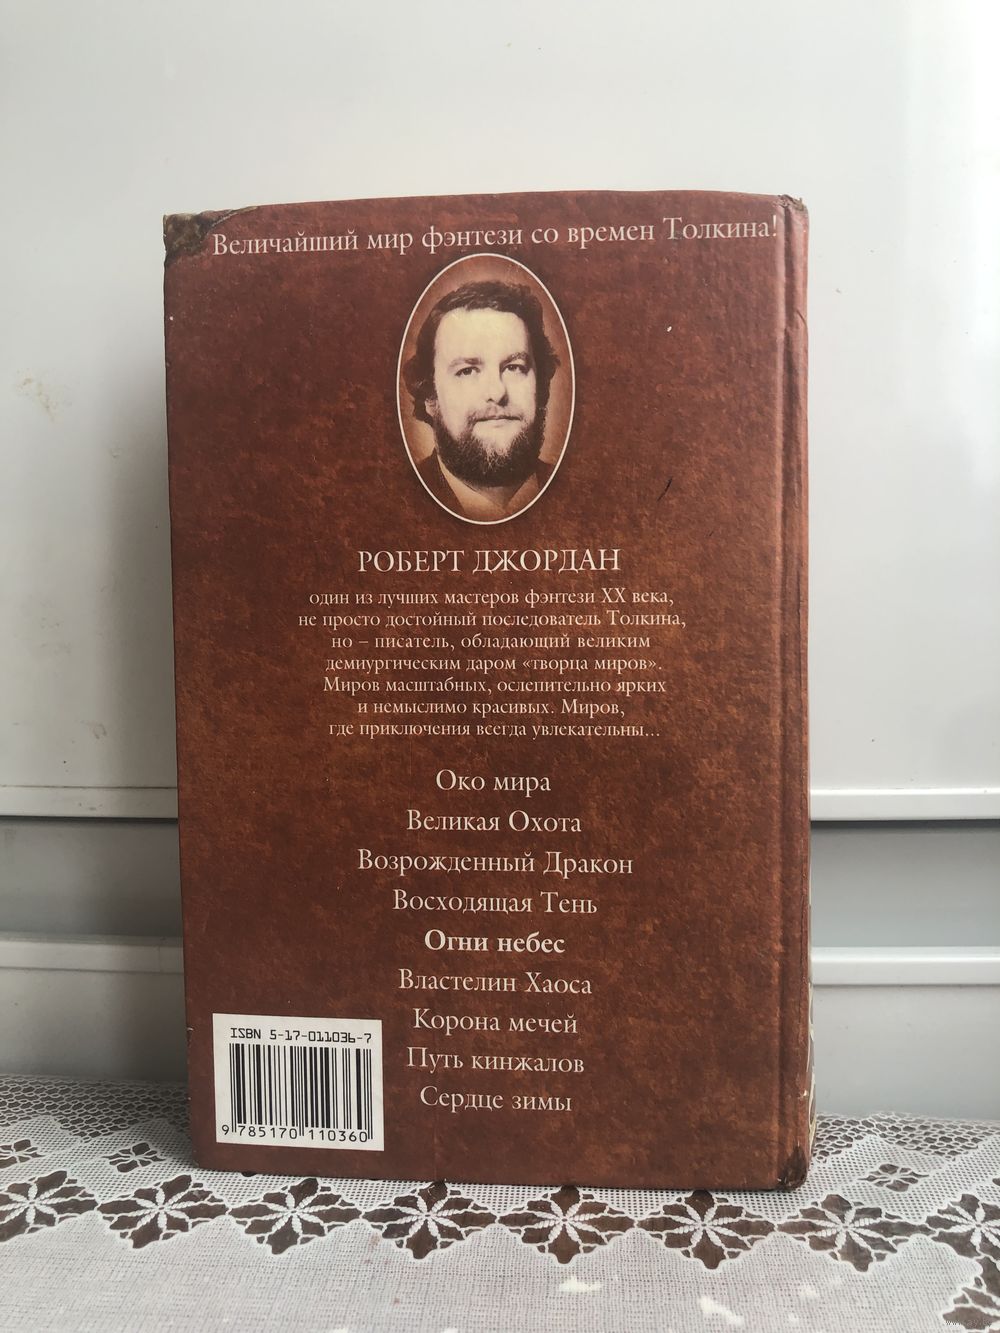 Величайший мир фэнтези со времен Толкина!
РОБЕРТ ДЖОРДАН
один из лучших мастеров фэнтези XX века,
не просто достойный последователь Толкина,
но – писатель, обладающий великим
демиургическим даром «творца миров».
Миров масштабных, ослепительно ярких
и немыслимо красивых. Миров,
где приключения всегда увлекательны...
Око мира
Великая Охота
Возрожденный Дракон
Восходящая Тень
Огни небес
Властелин Хаоса
Корона мечей
Путь кинжалов
Сердце зимы
ISBN 5-17-011036-7
9 785170 110360